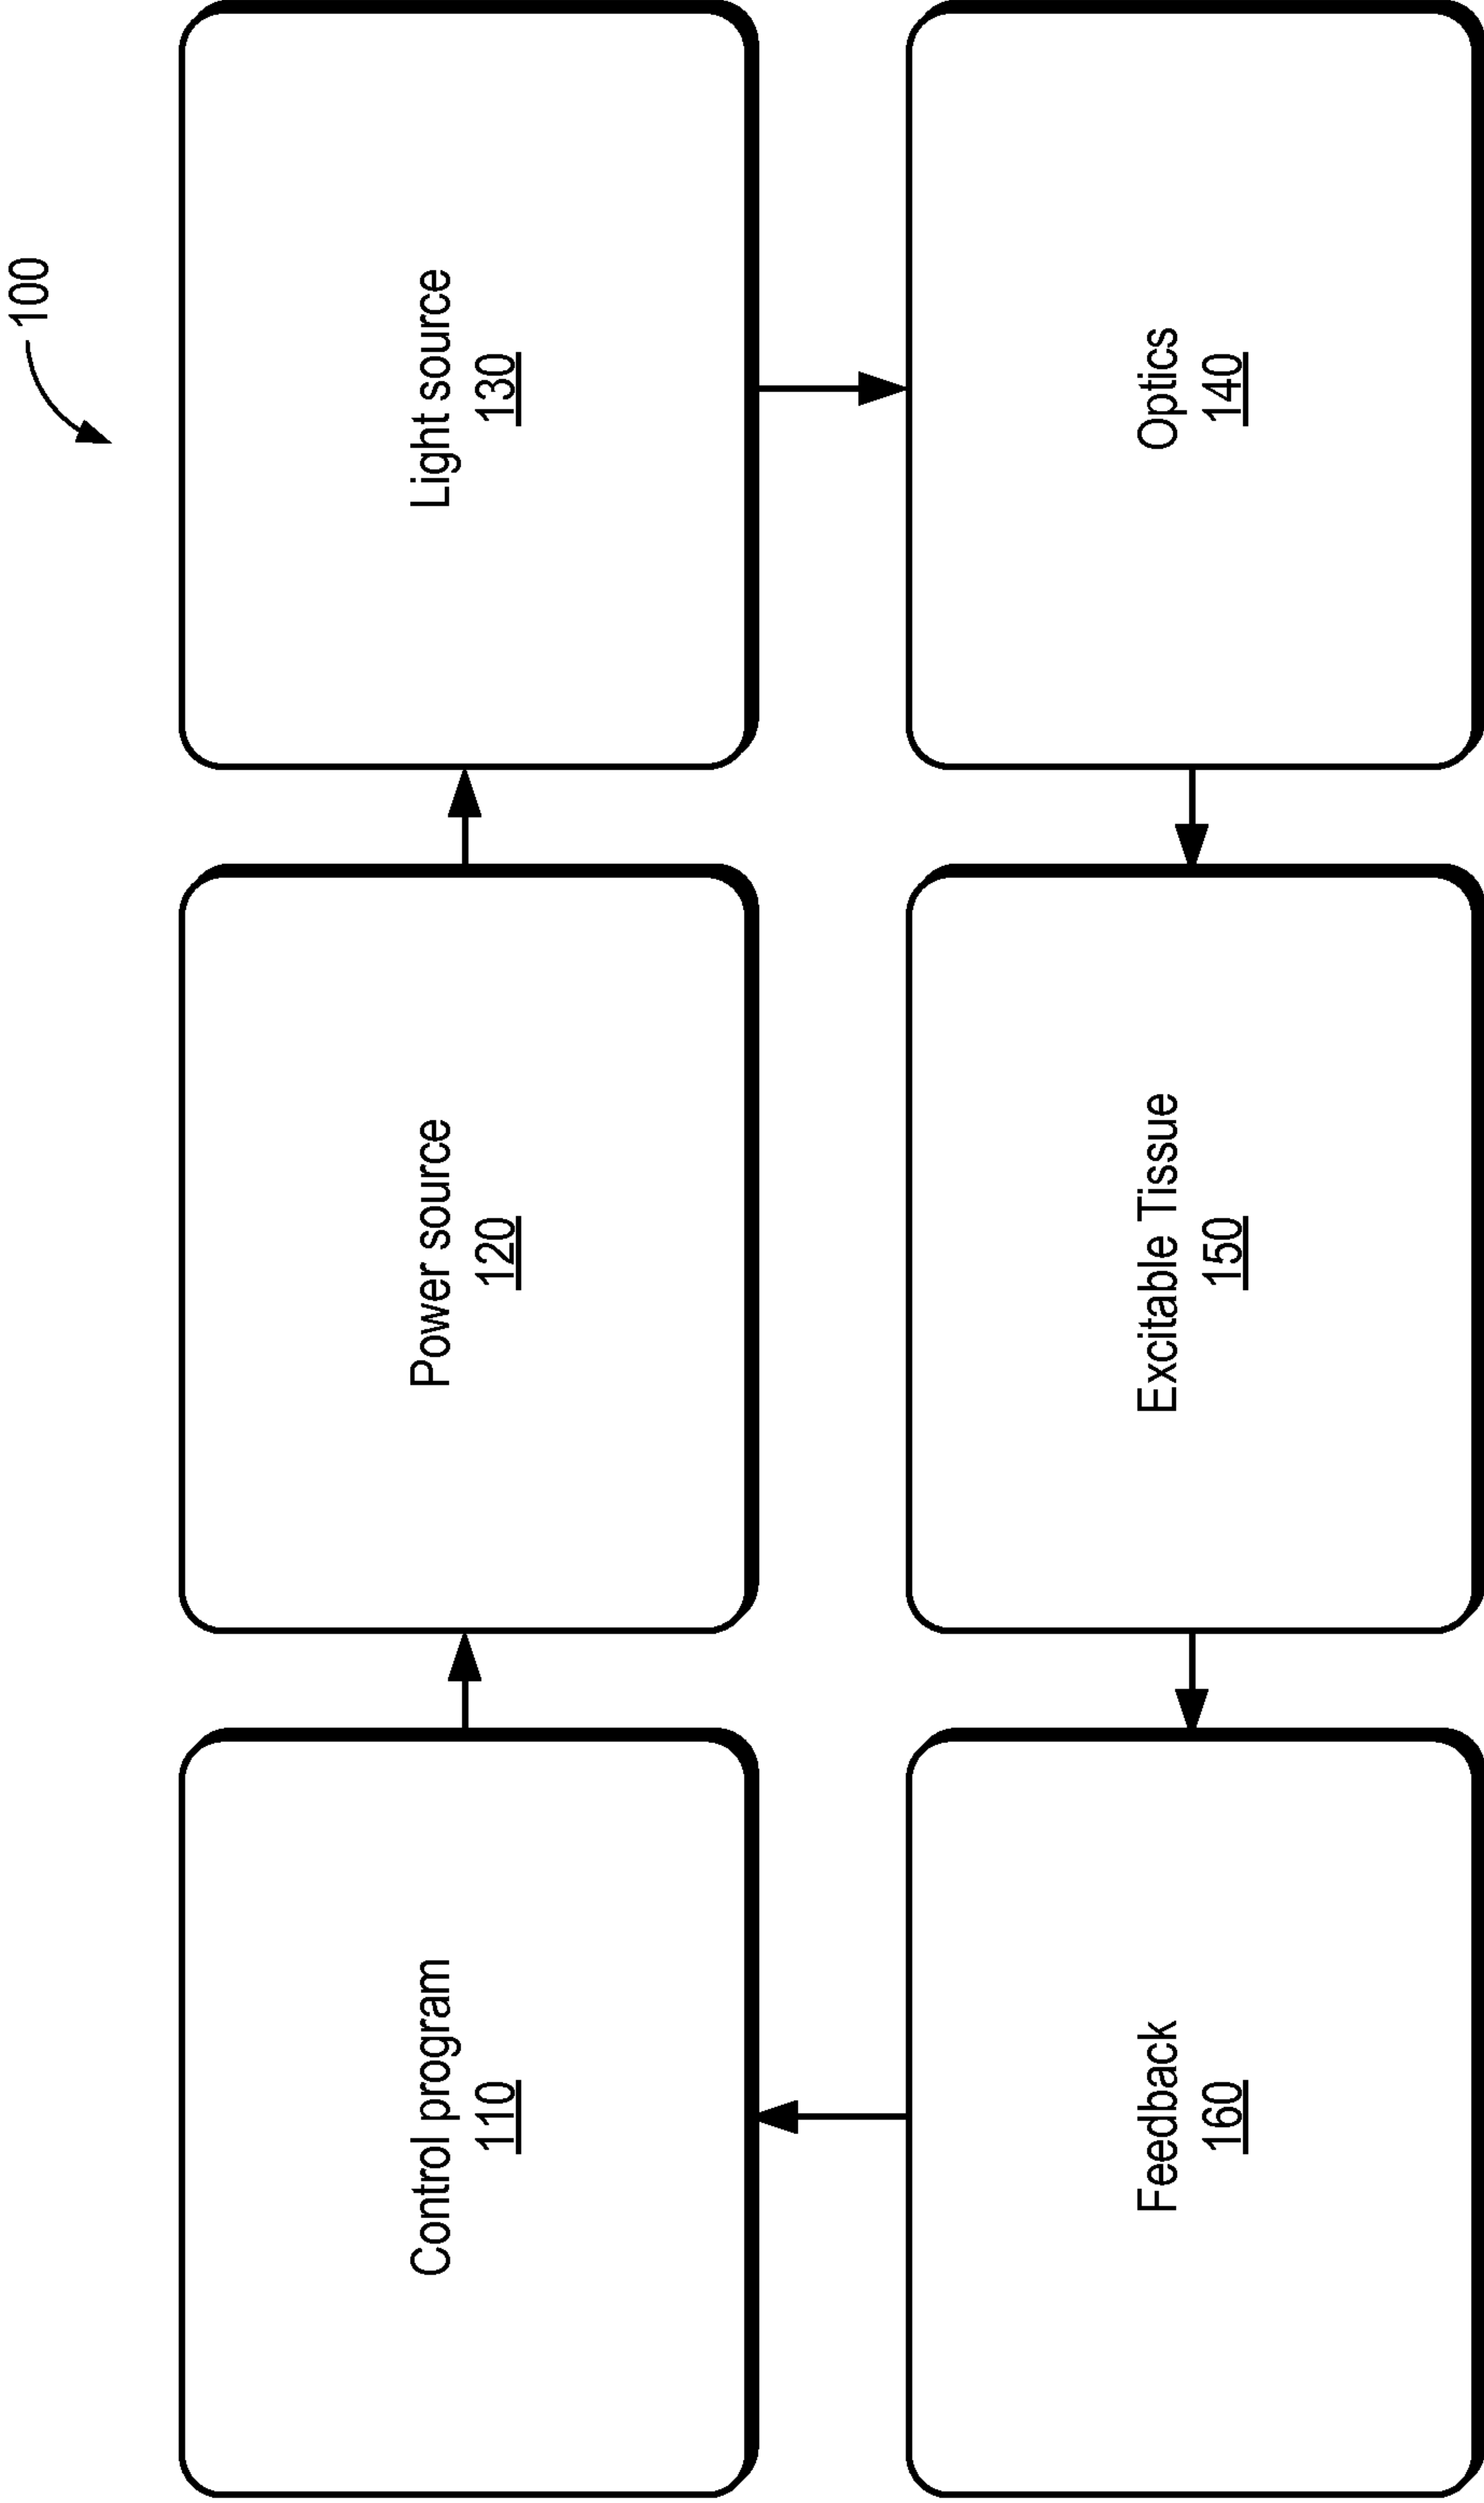 100
Control program
110
Power source
120
Light source
130
Feedback
160
Excitable Tissue
150
Optics
140